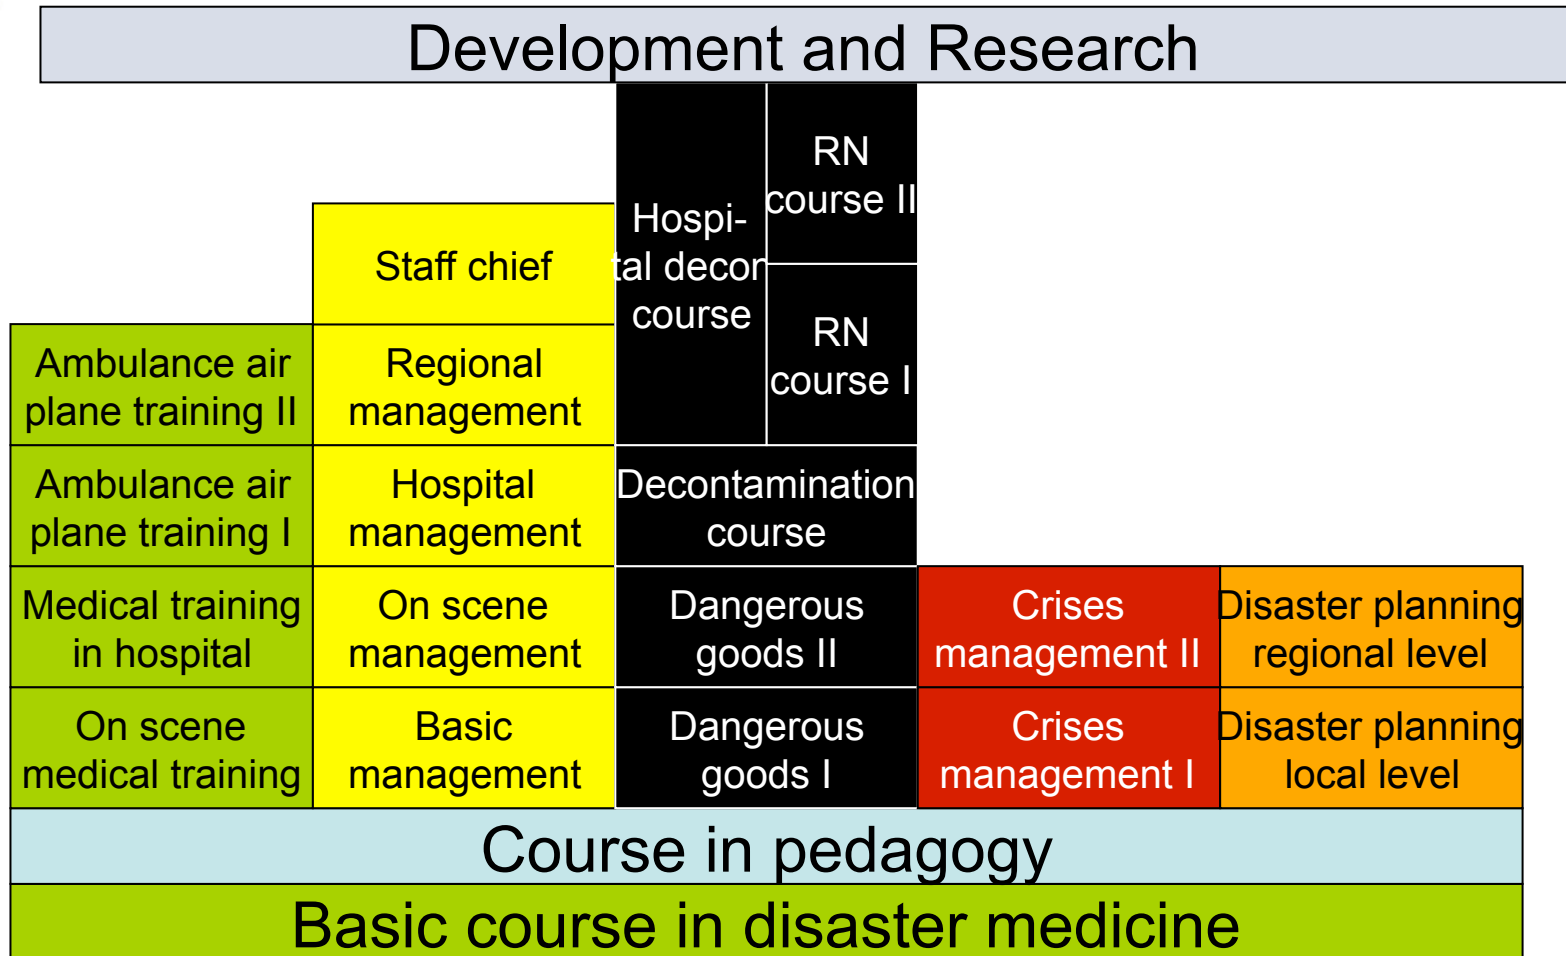 Development and Research
RN
course II
Hospi-
tal decon
course
Staff chief
RN
course I
Ambulance air
plane training II
Regional
management
Ambulance air
plane training I
Hospital
management
Decontamination
course
Medical training
in hospital
On scene
management
Dangerous
goods II
Crises
management II
Disaster planning
regional level
On scene
medical training
Basic
management
Dangerous
goods I
Crises
management I
Disaster planning
local level
Course in pedagogy
Basic course in disaster medicine